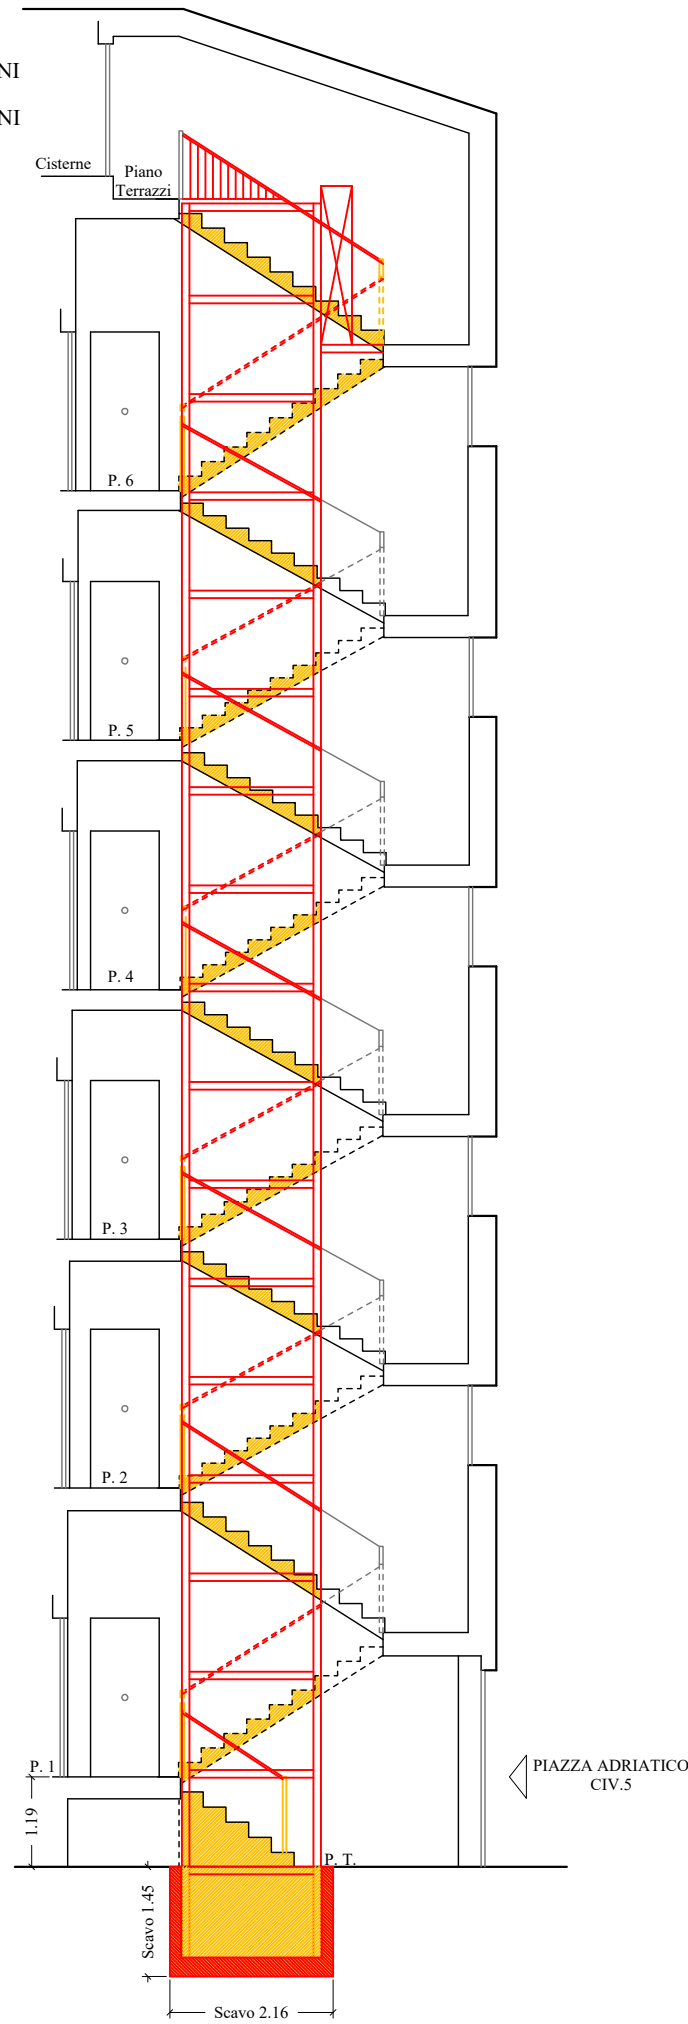 NI
NI
Cisterne
Piano
Terrazzi
P. 6
P. 5
P. 4
P. 3
P. 2
P. 1
PIAZZA ADRIATICO
CIV.5
1.19
P. T.
Scavo 1.45
Scavo 2.16